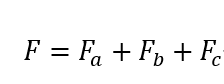 F = F_a + F_b + F_c